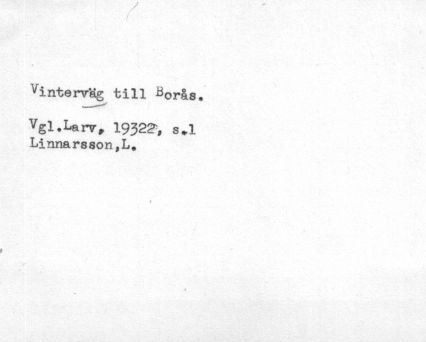 Vinterväg till Borås.
Vgl.Larv, 1932, s.1
Linnarsson,L.